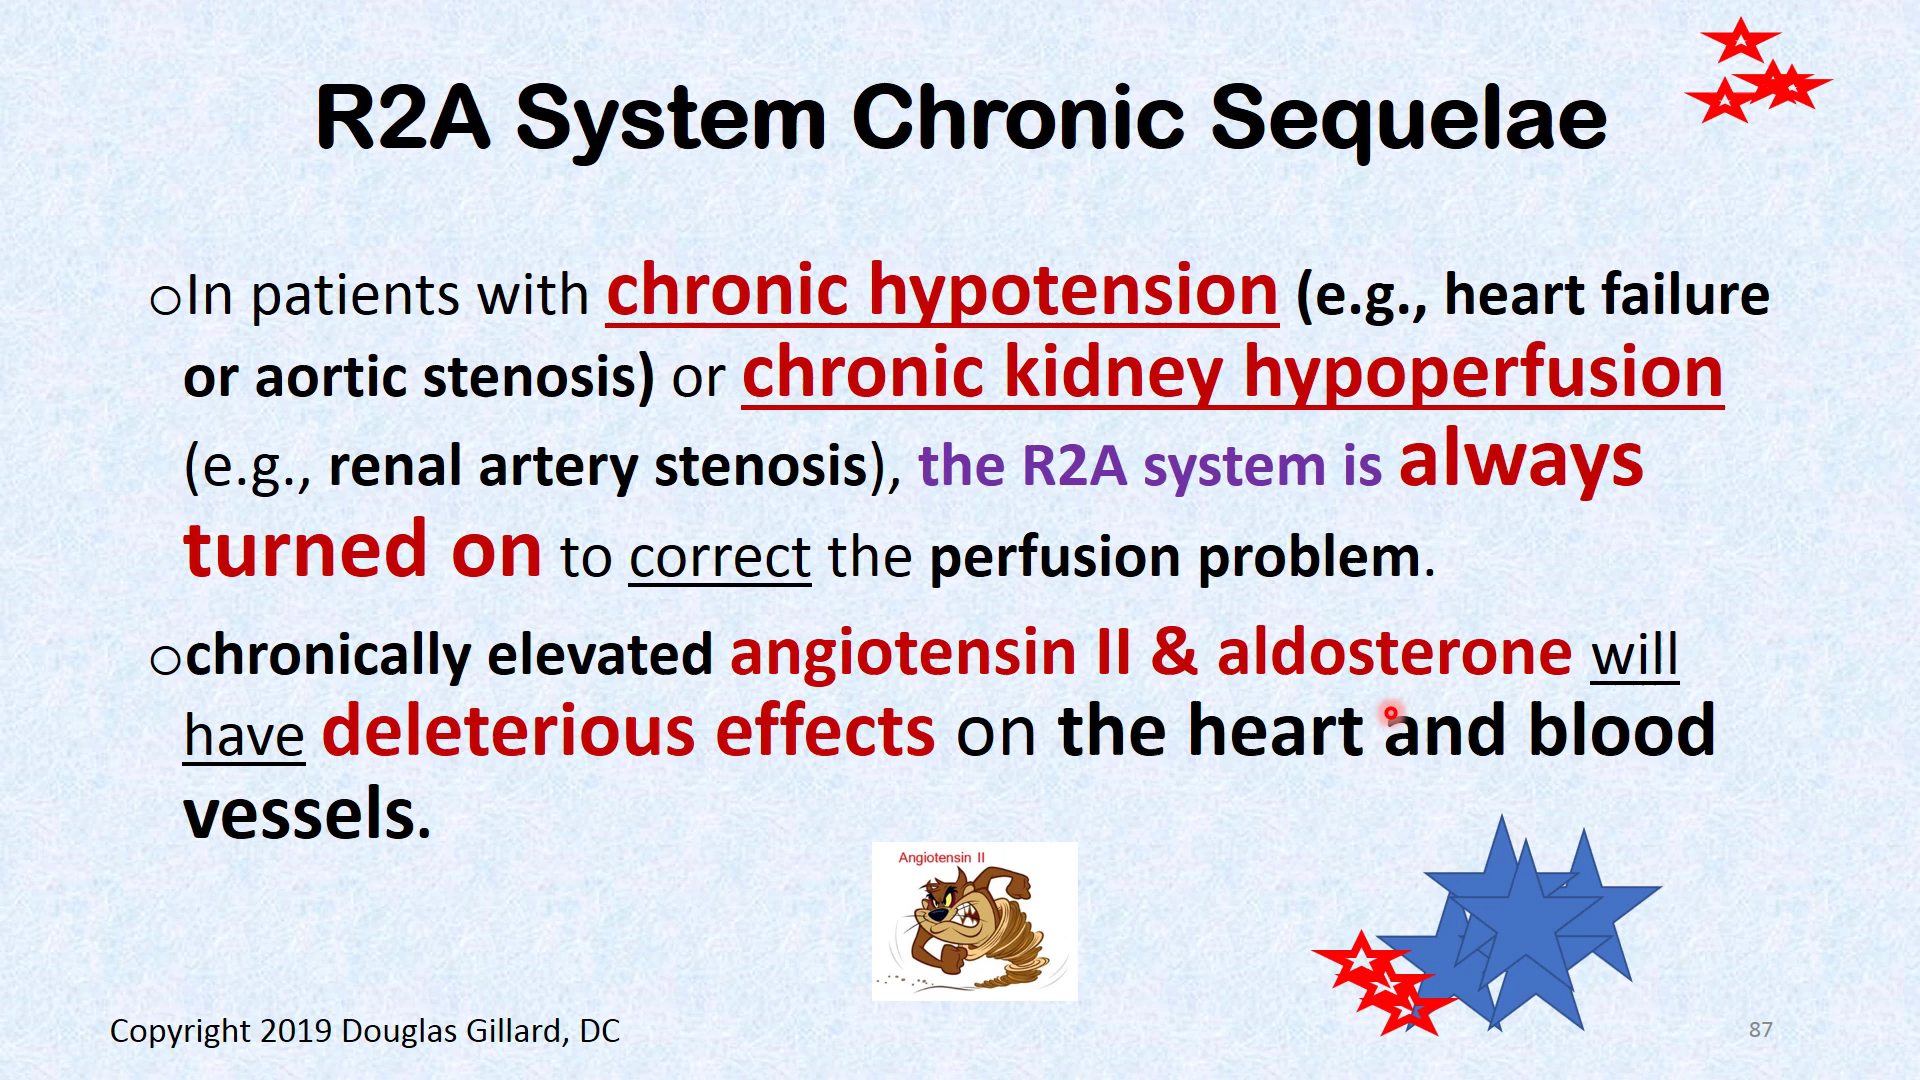 R2A System Chronic Sequelae
oIn patients with chronic hypotension (e.g., heart failure
or aortic stenosis) or chronic kidney hypoperfusion
(e.g., renal artery stenosis), the R2A system is always
turned on to correct the perfusion problem.
ochronically elevated angiotensin II & aldosterone will
have deleterious effects on the heart and blood
vessels.
Angiotensin II
Copyright 2019 Douglas Gillard, DC
87